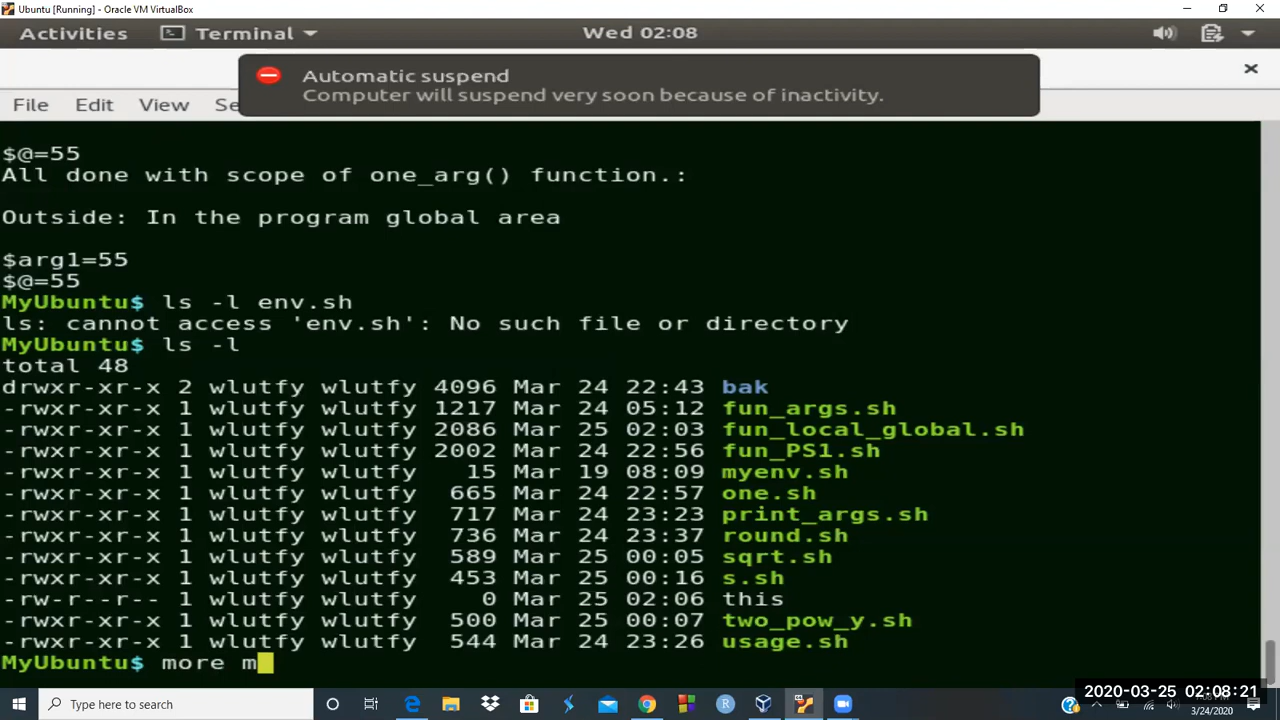 Ubuntu [Running] - Oracle VM VirtualBox
Activities Terminal Wed 02:08
Automatic suspend
Computer will suspend very soon because of inactivity.
File Edit View Se
$@=55
All done with scope of one_arg() function.:
Outside: In the program global area
$arg1=55
$@=55
MyUbuntu$ ls -l env.sh
ls: cannot access 'env.sh': No such file or directory
MyUbuntu$ ls -l
total 48
drwxr-xr-x 2 wlutfy wlutfy 4096 Mar 24 22:43 bak
-rwxr-xr-x 1 wlutfy wlutfy 1217 Mar 24 05:12 fun_args.sh
-rwxr-xr-x 1 wlutfy wlutfy 2086 Mar 25 02:03 fun_local_global.sh
-rwxr-xr-x 1 wlutfy wlutfy 2002 Mar 24 22:56 fun_PS1.sh
-rwxr-xr-x 1 wlutfy wlutfy 15 Mar 19 08:09 myenv.sh
-rwxr-xr-x 1 wlutfy wlutfy 665 Mar 24 22:57 one.sh
-rwxr-xr-x 1 wlutfy wlutfy 717 Mar 24 23:23 print_args.sh
-rwxr-xr-x 1 wlutfy wlutfy 736 Mar 24 23:37 round.sh
-rwxr-xr-x 1 wlutfy wlutfy 589 Mar 25 00:05 sqrt.sh
-rwxr-xr-x 1 wlutfy wlutfy 453 Mar 25 00:16 s.sh
-rw-r--r-- 1 wlutfy wlutfy 0 Mar 25 02:06 this
-rwxr-xr-x 1 wlutfy wlutfy 500 Mar 25 00:07 two_pow_y.sh
-rwxr-xr-x 1 wlutfy wlutfy 544 Mar 24 23:26 usage.sh
MyUbuntu$ more m
Type here to search
2020-03-25 02:08:21
3/24/2020